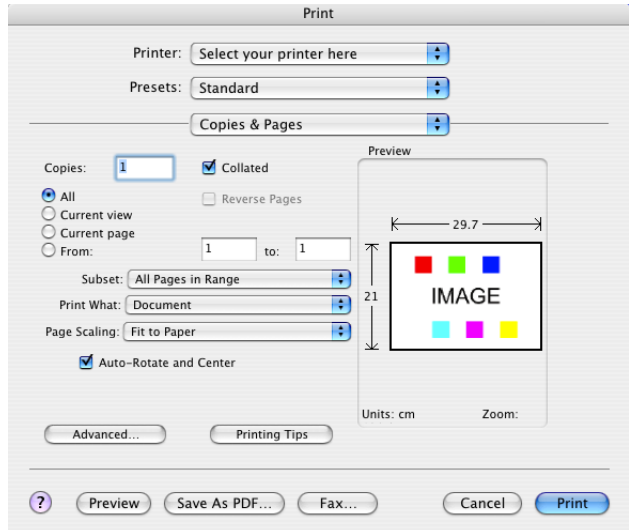 Print
Printer: Select your printer here
Presets: Standard
Copies & Pages
Preview
Copies: 1 Collated
All Reverse Pages
Current view
Current page
From: 1 to: 1
Subset: All Pages in Range
Print What: Document
Page Scaling: Fit to Paper
Auto-Rotate and Center
29.7
21
IMAGE
Units: cm Zoom:
Advanced... Printing Tips
? Preview Save As PDF... Fax... Cancel Print